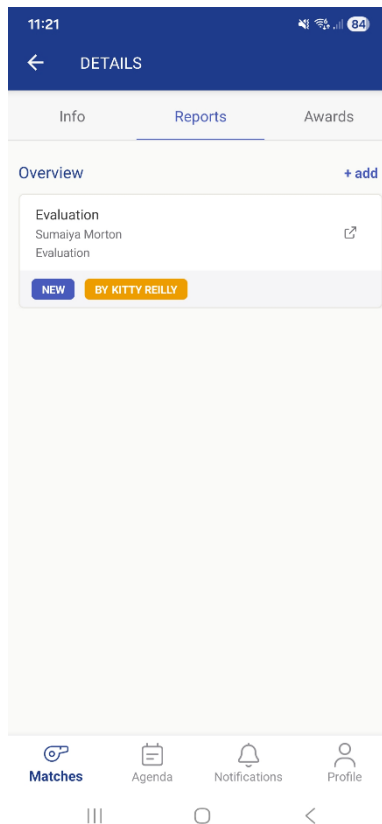 11:21 84
DETAILS
Info Reports Awards
Overview + add
Evaluation
Sumaiya Morton
Evaluation
NEW BY KITTY REILLY
Matches Agenda Notifications Profile